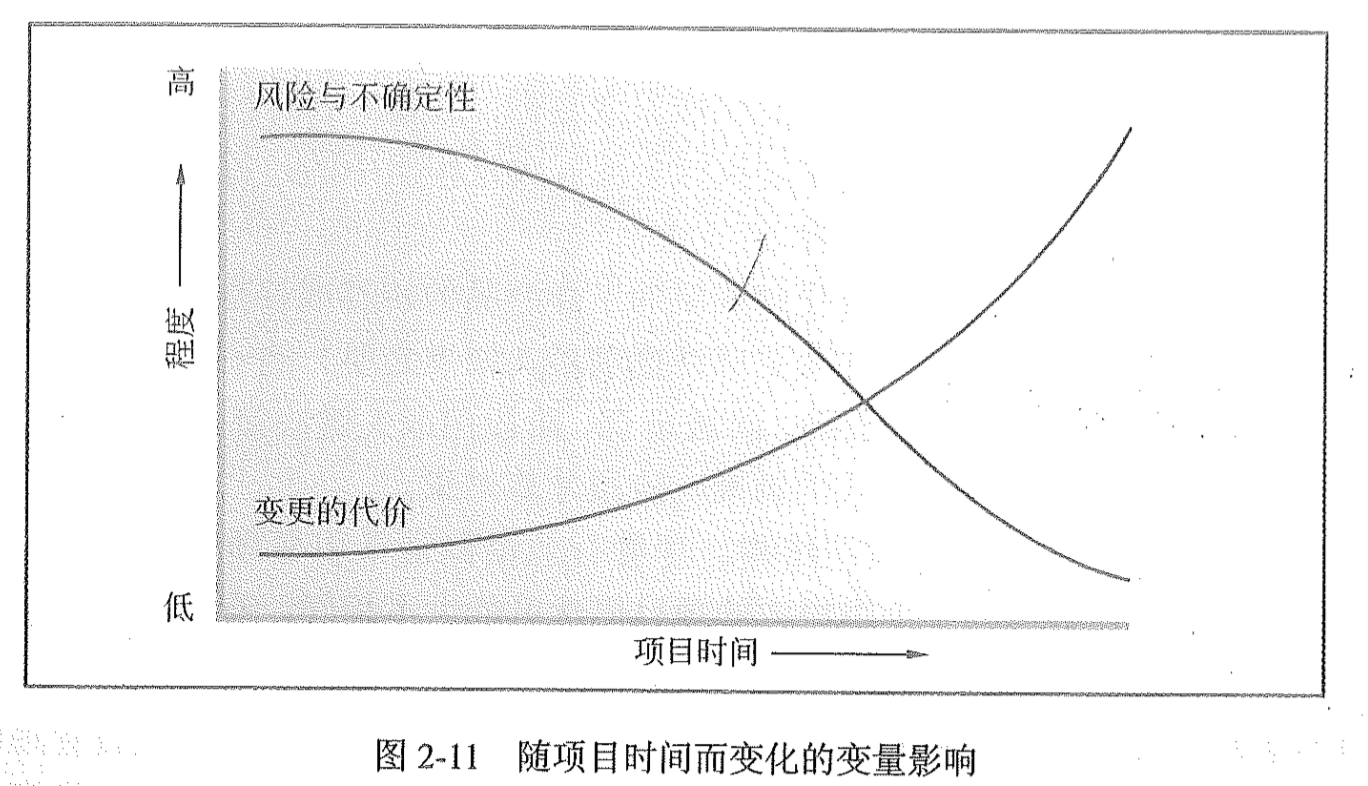 高
风险与不确定性
程度
变更的代价
低
项目时间
图 2-11 随项目时间而变化的变量影响